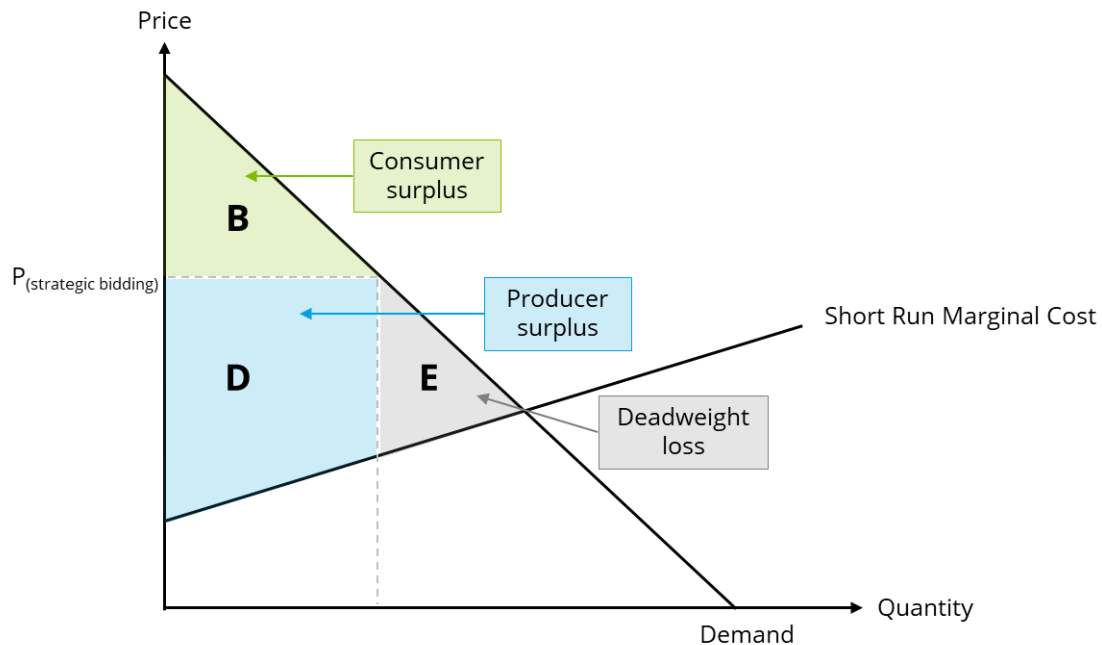 Price
Consumer
surplus
B
P(strategic bidding)
Producer
surplus
Short Run Marginal Cost
D
E
Deadweight
loss
Quantity
Demand